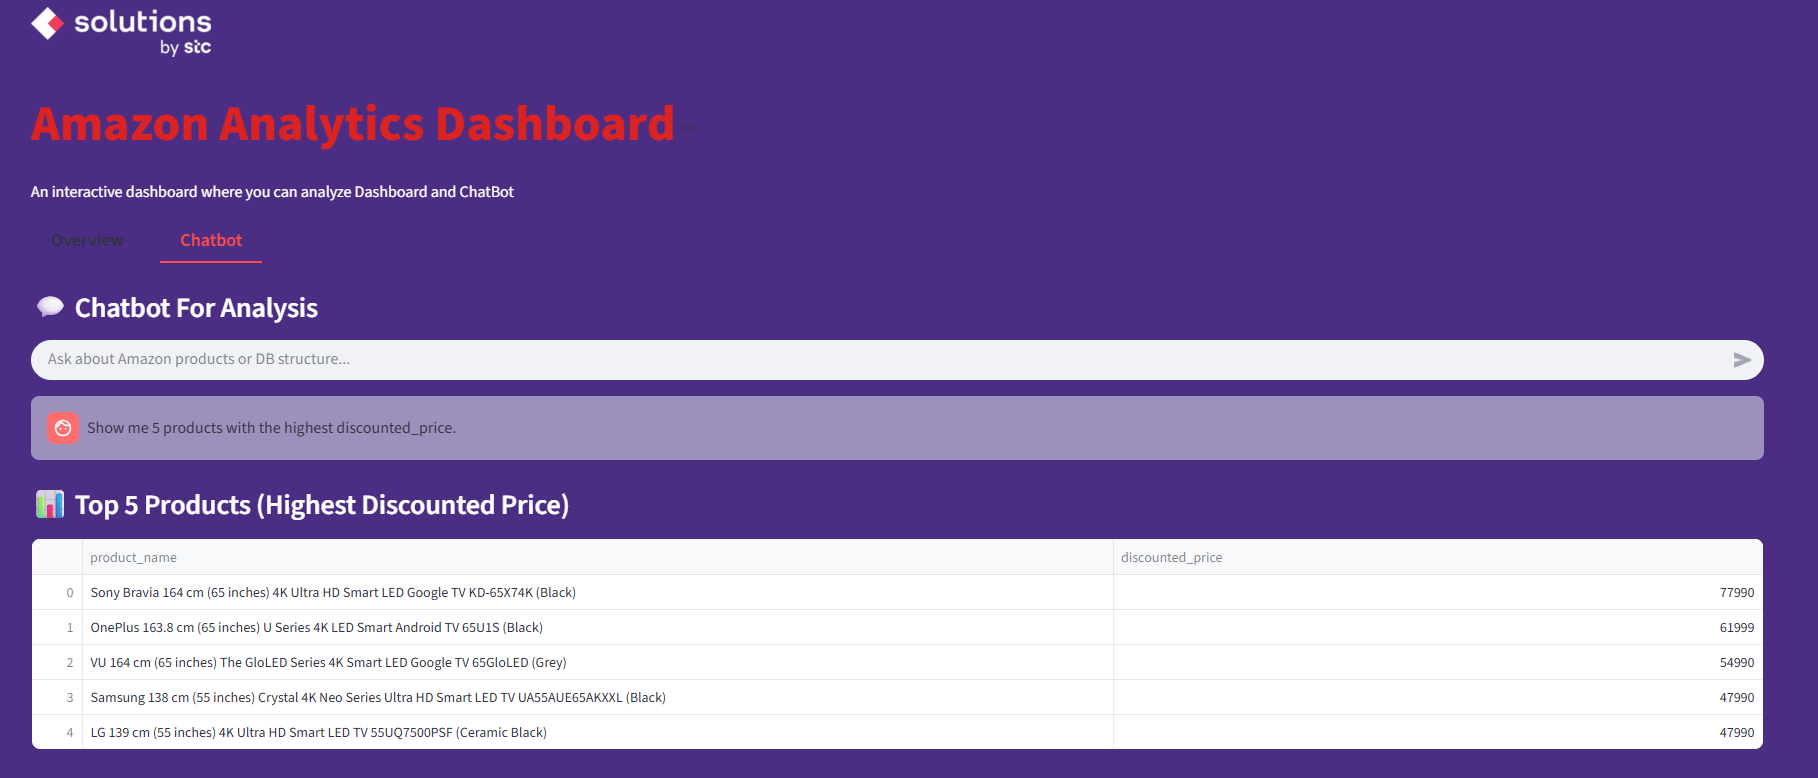 solutions
by stc
Amazon Analytics Dashboard
An interactive dashboard where you can analyze Dashboard and ChatBot
Overview Chatbot
Chatbot For Analysis
Ask about Amazon products or DB structure...
Show me 5 products with the highest discounted_price.
Top 5 Products (Highest Discounted Price)
product_name discounted_price
0 Sony Bravia 164 cm (65 inches) 4K Ultra HD Smart LED Google TV KD-65X74K (Black) 77990
1 OnePlus 163.8 cm (65 inches) U Series 4K LED Smart Android TV 65U1S (Black) 61999
2 VU 164 cm (65 inches) The GloLED Series 4K Smart LED Google TV 65GloLED (Grey) 54990
3 Samsung 138 cm (55 inches) Crystal 4K Neo Series Ultra HD Smart LED TV UA55AUE65AKXXL (Black) 47990
4 LG 139 cm (55 inches) 4K Ultra HD Smart LED TV 55UQ7500PSF (Ceramic Black) 47990